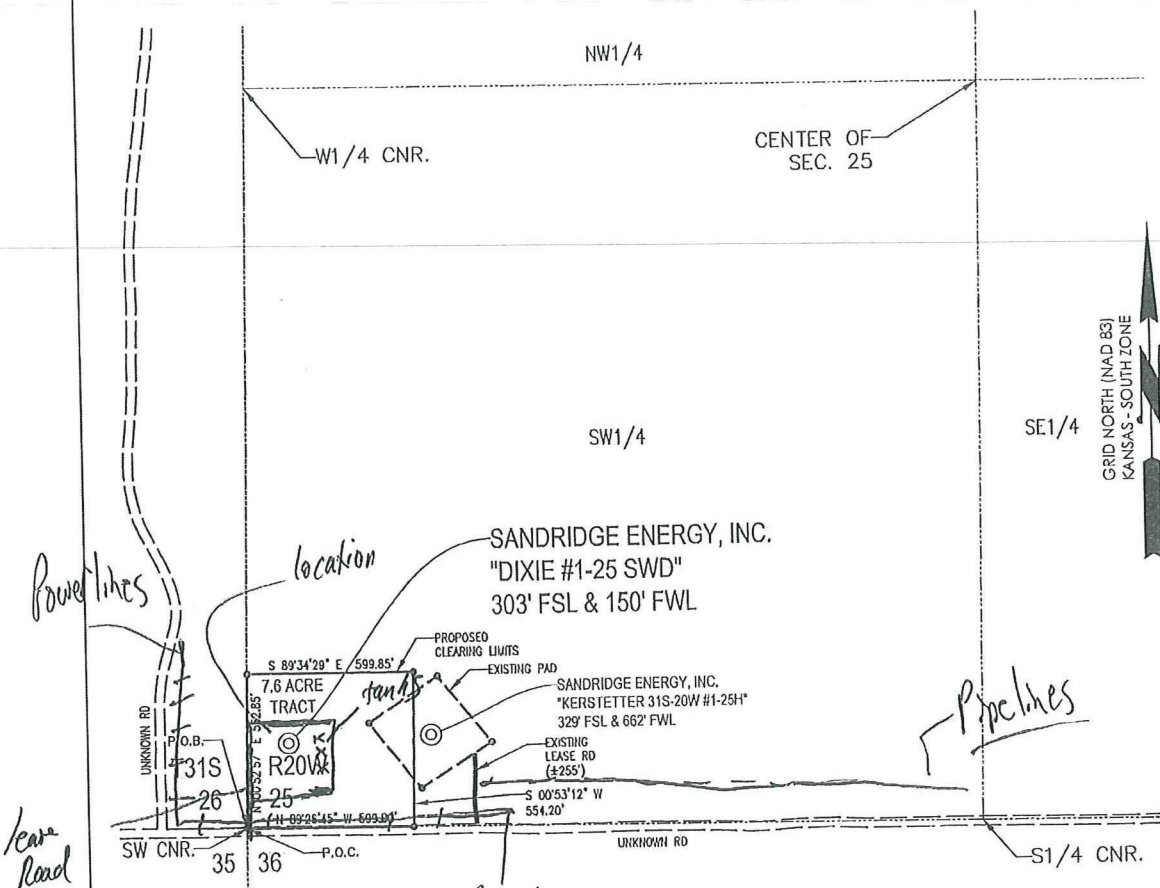 NW1/4
W1/4 CNR.
CENTER OF
SEC. 25
GRID NORTH (NAD 83)
KANSAS - SOUTH ZONE
SW1/4
SE1/4
SANDRIDGE ENERGY, INC.
"DIXIE #1-25 SWD"
303' FSL & 150' FWL
location
Powerlines
PROPOSED
CLEARING LIMITS
S 89°34'29" E 599.85'
EXISTING PAD
7.6 ACRE
TRACT
tanks
SANDRIDGE ENERGY, INC.
"KERSTETTER 31S-20W #1-25H"
329' FSL & 662' FWL
Pipelines
UNKNOWN RD
P.O.B.
EXISTING
LEASE RD
(±255')
31S
R20W
26
25
S 00°53'12" W
554.20'
UNKNOWN RD
SW CNR.
35
36
P.O.C.
S1/4 CNR.
Road